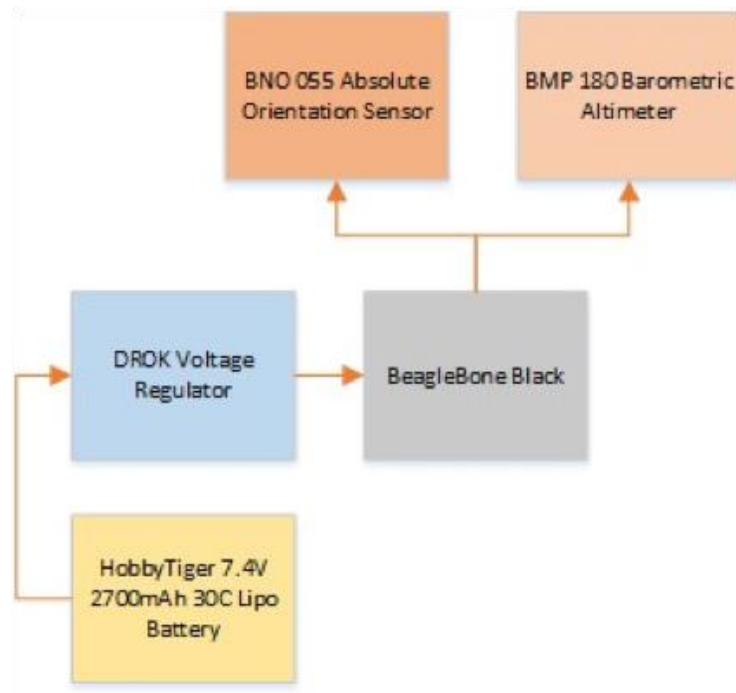 BNO 055 Absolute
Orientation Sensor
BMP 180 Barometric
Altimeter
DROK Voltage
Regulator
BeagleBone Black
HobbyTiger 7.4V
2700mAh 30C Lipo
Battery